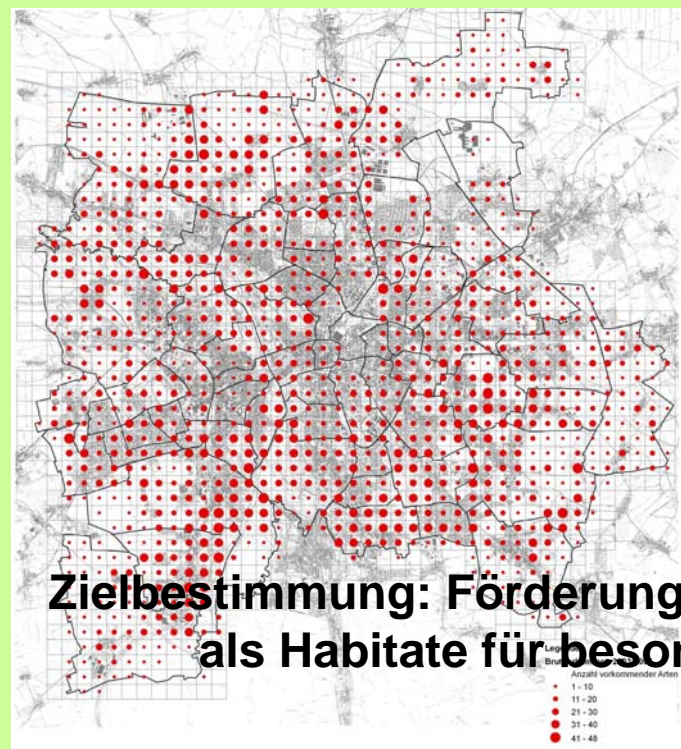 Zielbestimmung: Förderung
als Habitate für beson
Anzahl vorkommender Arten
1 - 10
11 - 20
21 - 30
31 - 40
41 - 48